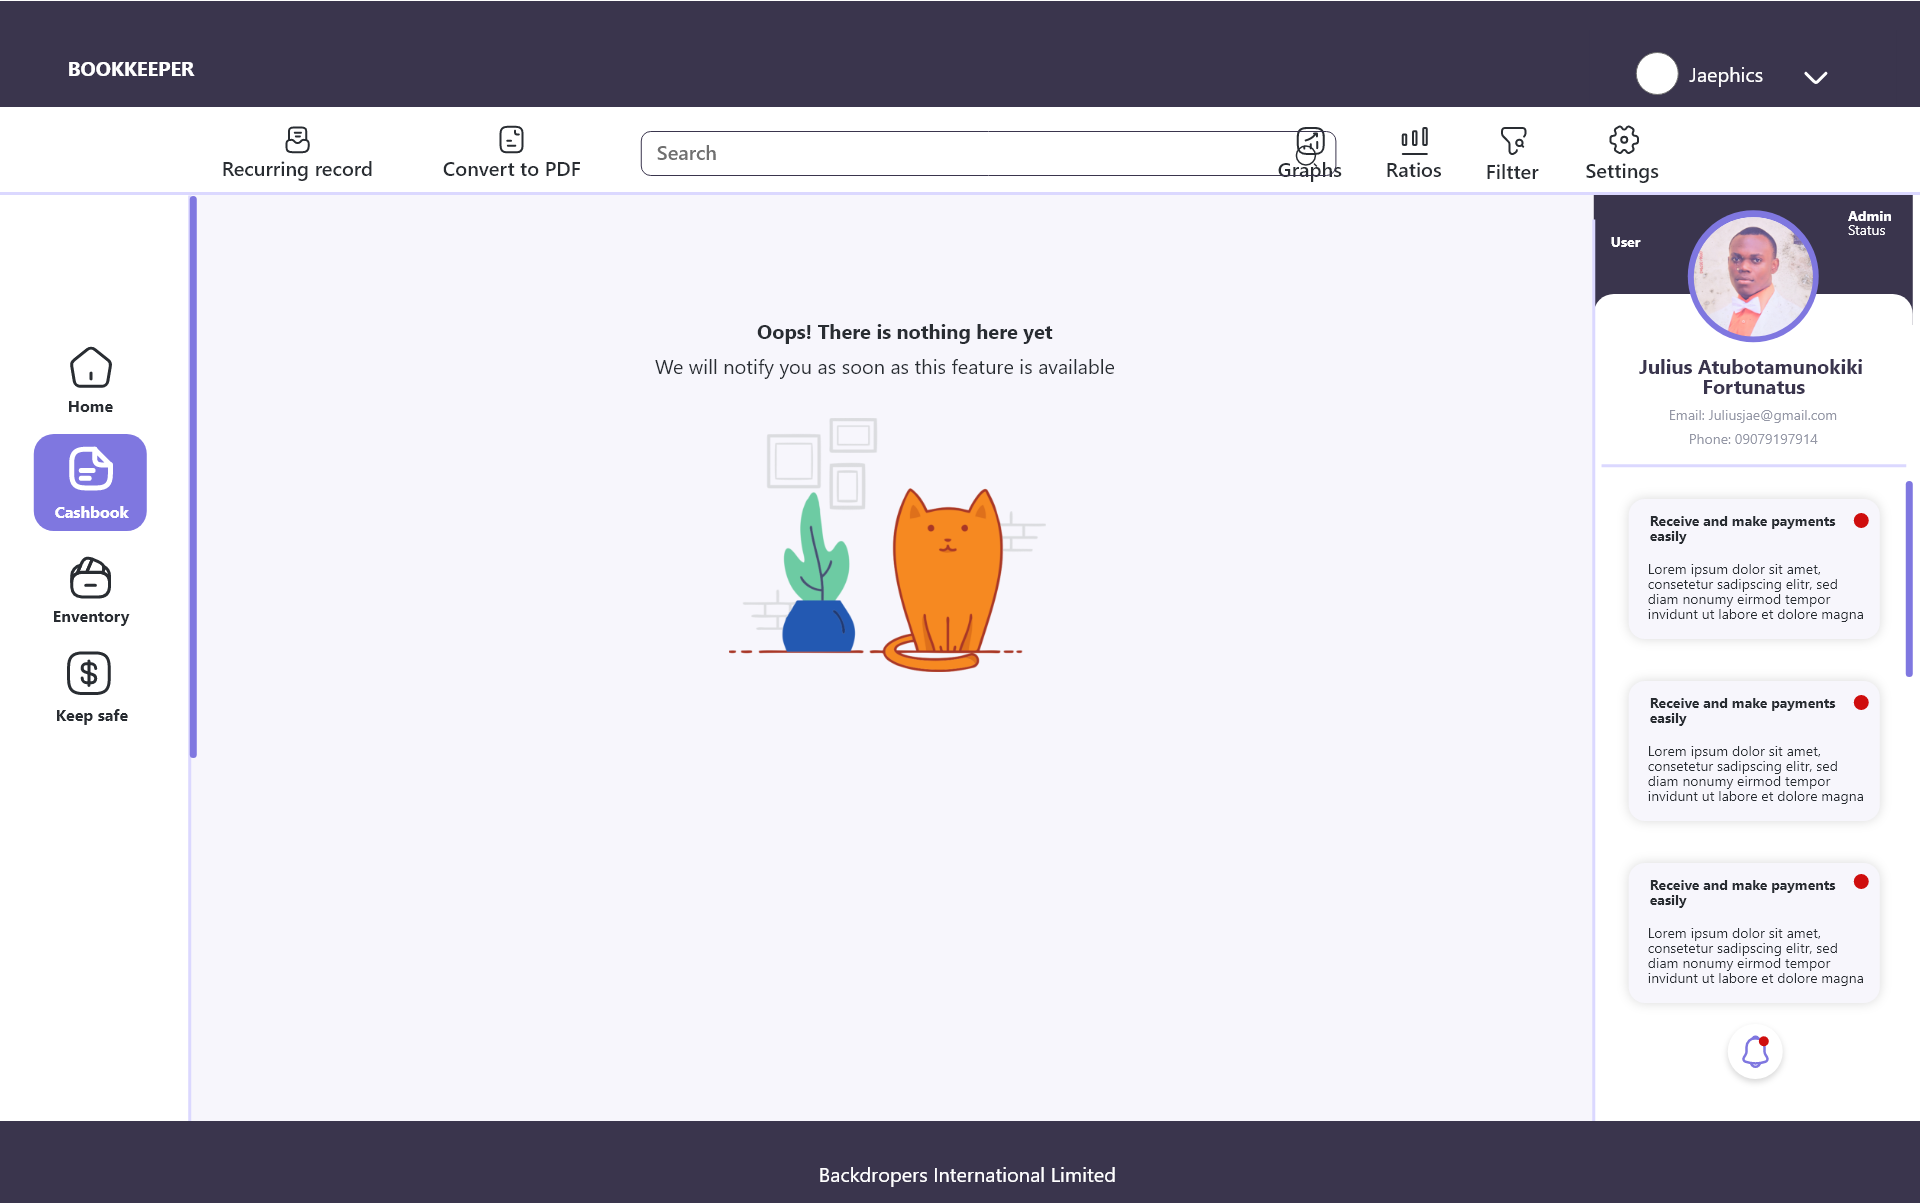 BOOKKEEPER
Jaephics
Recurring record
Convert to PDF
Search
Graphs
Ratios
Filtter
Settings
Home
Cashbook
Enventory
Keep safe
Oops! There is nothing here yet
We will notify you as soon as this feature is available
User
Admin
Status
Julius Atubotamunokiki
Fortunatus
Email: Juliusjae@gmail.com
Phone: 09079197914
Receive and make payments
easily
Lorem ipsum dolor sit amet,
consetetur sadipscing elitr, sed
diam nonumy eirmod tempor
invidunt ut labore et dolore magna
Receive and make payments
easily
Lorem ipsum dolor sit amet,
consetetur sadipscing elitr, sed
diam nonumy eirmod tempor
invidunt ut labore et dolore magna
Receive and make payments
easily
Lorem ipsum dolor sit amet,
consetetur sadipscing elitr, sed
diam nonumy eirmod tempor
invidunt ut labore et dolore magna
Backdropers International Limited